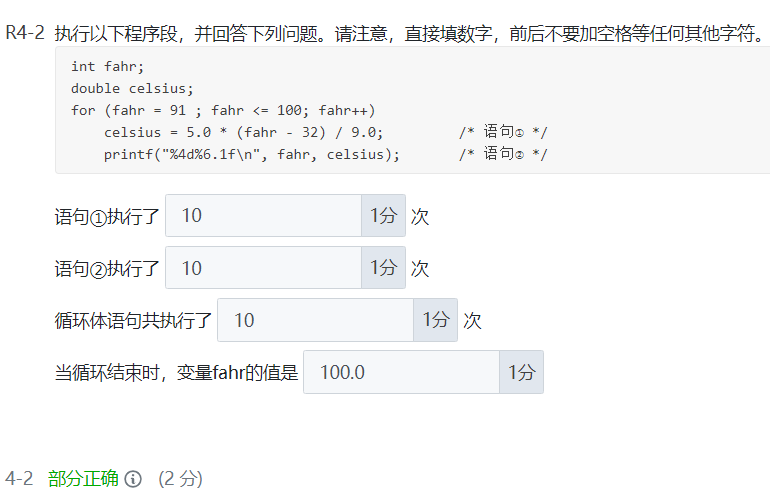 R4-2 执行以下程序段，并回答下列问题。请注意，直接填数字，前后不要加空格等任何其他字符。
int fahr;
double celsius;
for (fahr = 91 ; fahr <= 100; fahr++)
    celsius = 5.0 * (fahr - 32) / 9.0;         /* 语句① */
    printf("%4d%6.1f\n", fahr, celsius);       /* 语句② */
语句①执行了 10 1分 次
语句②执行了 10 1分 次
循环体语句共执行了 10 1分 次
当循环结束时，变量fahr的值是 100.0 1分
4-2 部分正确 (2 分)